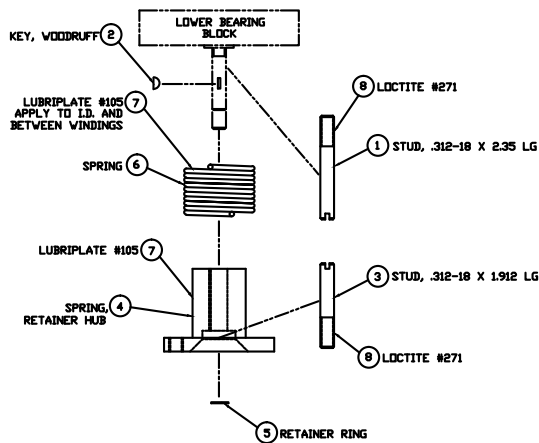 LOWER BEARING
BLOCK
KEY, WOODRUFF 2
LUBRIPLATE #105
APPLY TO I.D. AND 7
BETWEEN WINDINGS
8 LOCTITE #271
1 STUD, .312-18 X 2.35 LG
SPRING 6
LUBRIPLATE #105 7
3 STUD, .312-18 X 1.912 LG
SPRING, 4
RETAINER HUB
8 LOCTITE #271
5 RETAINER RING